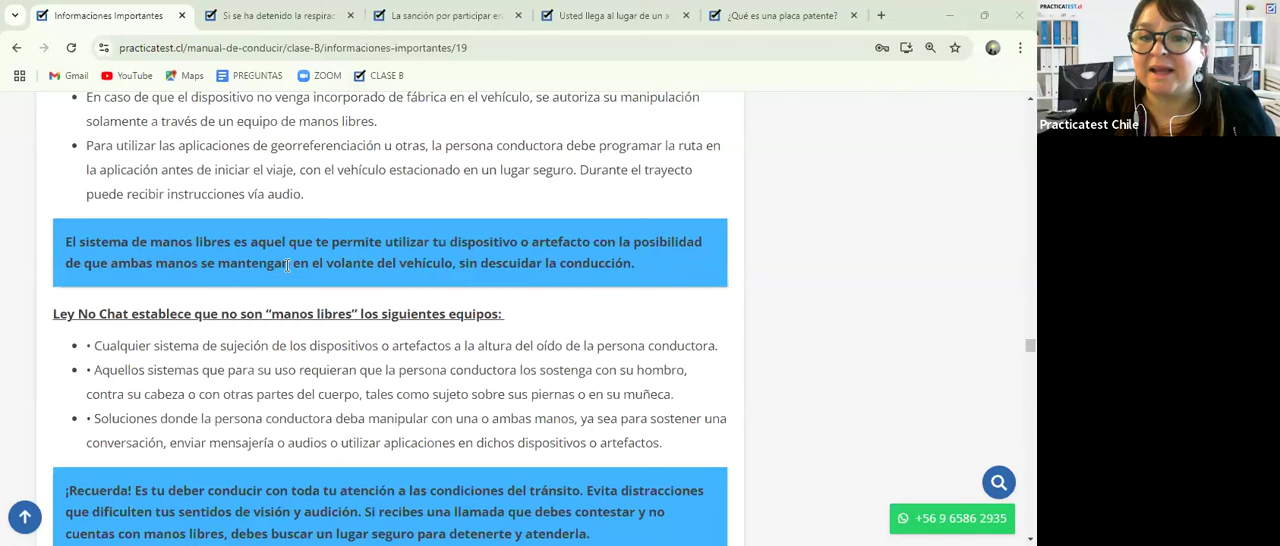 Informaciones Importantes
Si se ha detenido la respirac
La sanción por participar en
Usted llega al lugar de un a
¿Qué es una placa patente?
practicatest.cl/manual-de-conducir/clase-B/informaciones-importantes/19
Gmail
YouTube
Maps
PREGUNTAS
ZOOM
CLASE B
PRACTICATEST.cl
Practicatest Chile
• En caso de que el dispositivo no venga incorporado de fábrica en el vehículo, se autoriza su manipulación
solamente a través de un equipo de manos libres.
• Para utilizar las aplicaciones de georreferenciación u otras, la persona conductora debe programar la ruta en
la aplicación antes de iniciar el viaje, con el vehículo estacionado en un lugar seguro. Durante el trayecto
puede recibir instrucciones vía audio.
El sistema de manos libres es aquel que te permite utilizar tu dispositivo o artefacto con la posibilidad
de que ambas manos se mantengan en el volante del vehículo, sin descuidar la conducción.
Ley No Chat establece que no son “manos libres” los siguientes equipos:
• • Cualquier sistema de sujeción de los dispositivos o artefactos a la altura del oído de la persona conductora.
• • Aquellos sistemas que para su uso requieran que la persona conductora los sostenga con su hombro,
contra su cabeza o con otras partes del cuerpo, tales como sujeto sobre sus piernas o en su muñeca.
• • Soluciones donde la persona conductora deba manipular con una o ambas manos, ya sea para sostener una
conversación, enviar mensajería o audios o utilizar aplicaciones en dichos dispositivos o artefactos.
¡Recuerda! Es tu deber conducir con toda tu atención a las condiciones del tránsito. Evita distracciones
que dificulten tus sentidos de visión y audición. Si recibes una llamada que debes contestar y no
cuentas con manos libres, debes buscar un lugar seguro para detenerte y atenderla.
+56 9 6586 2935